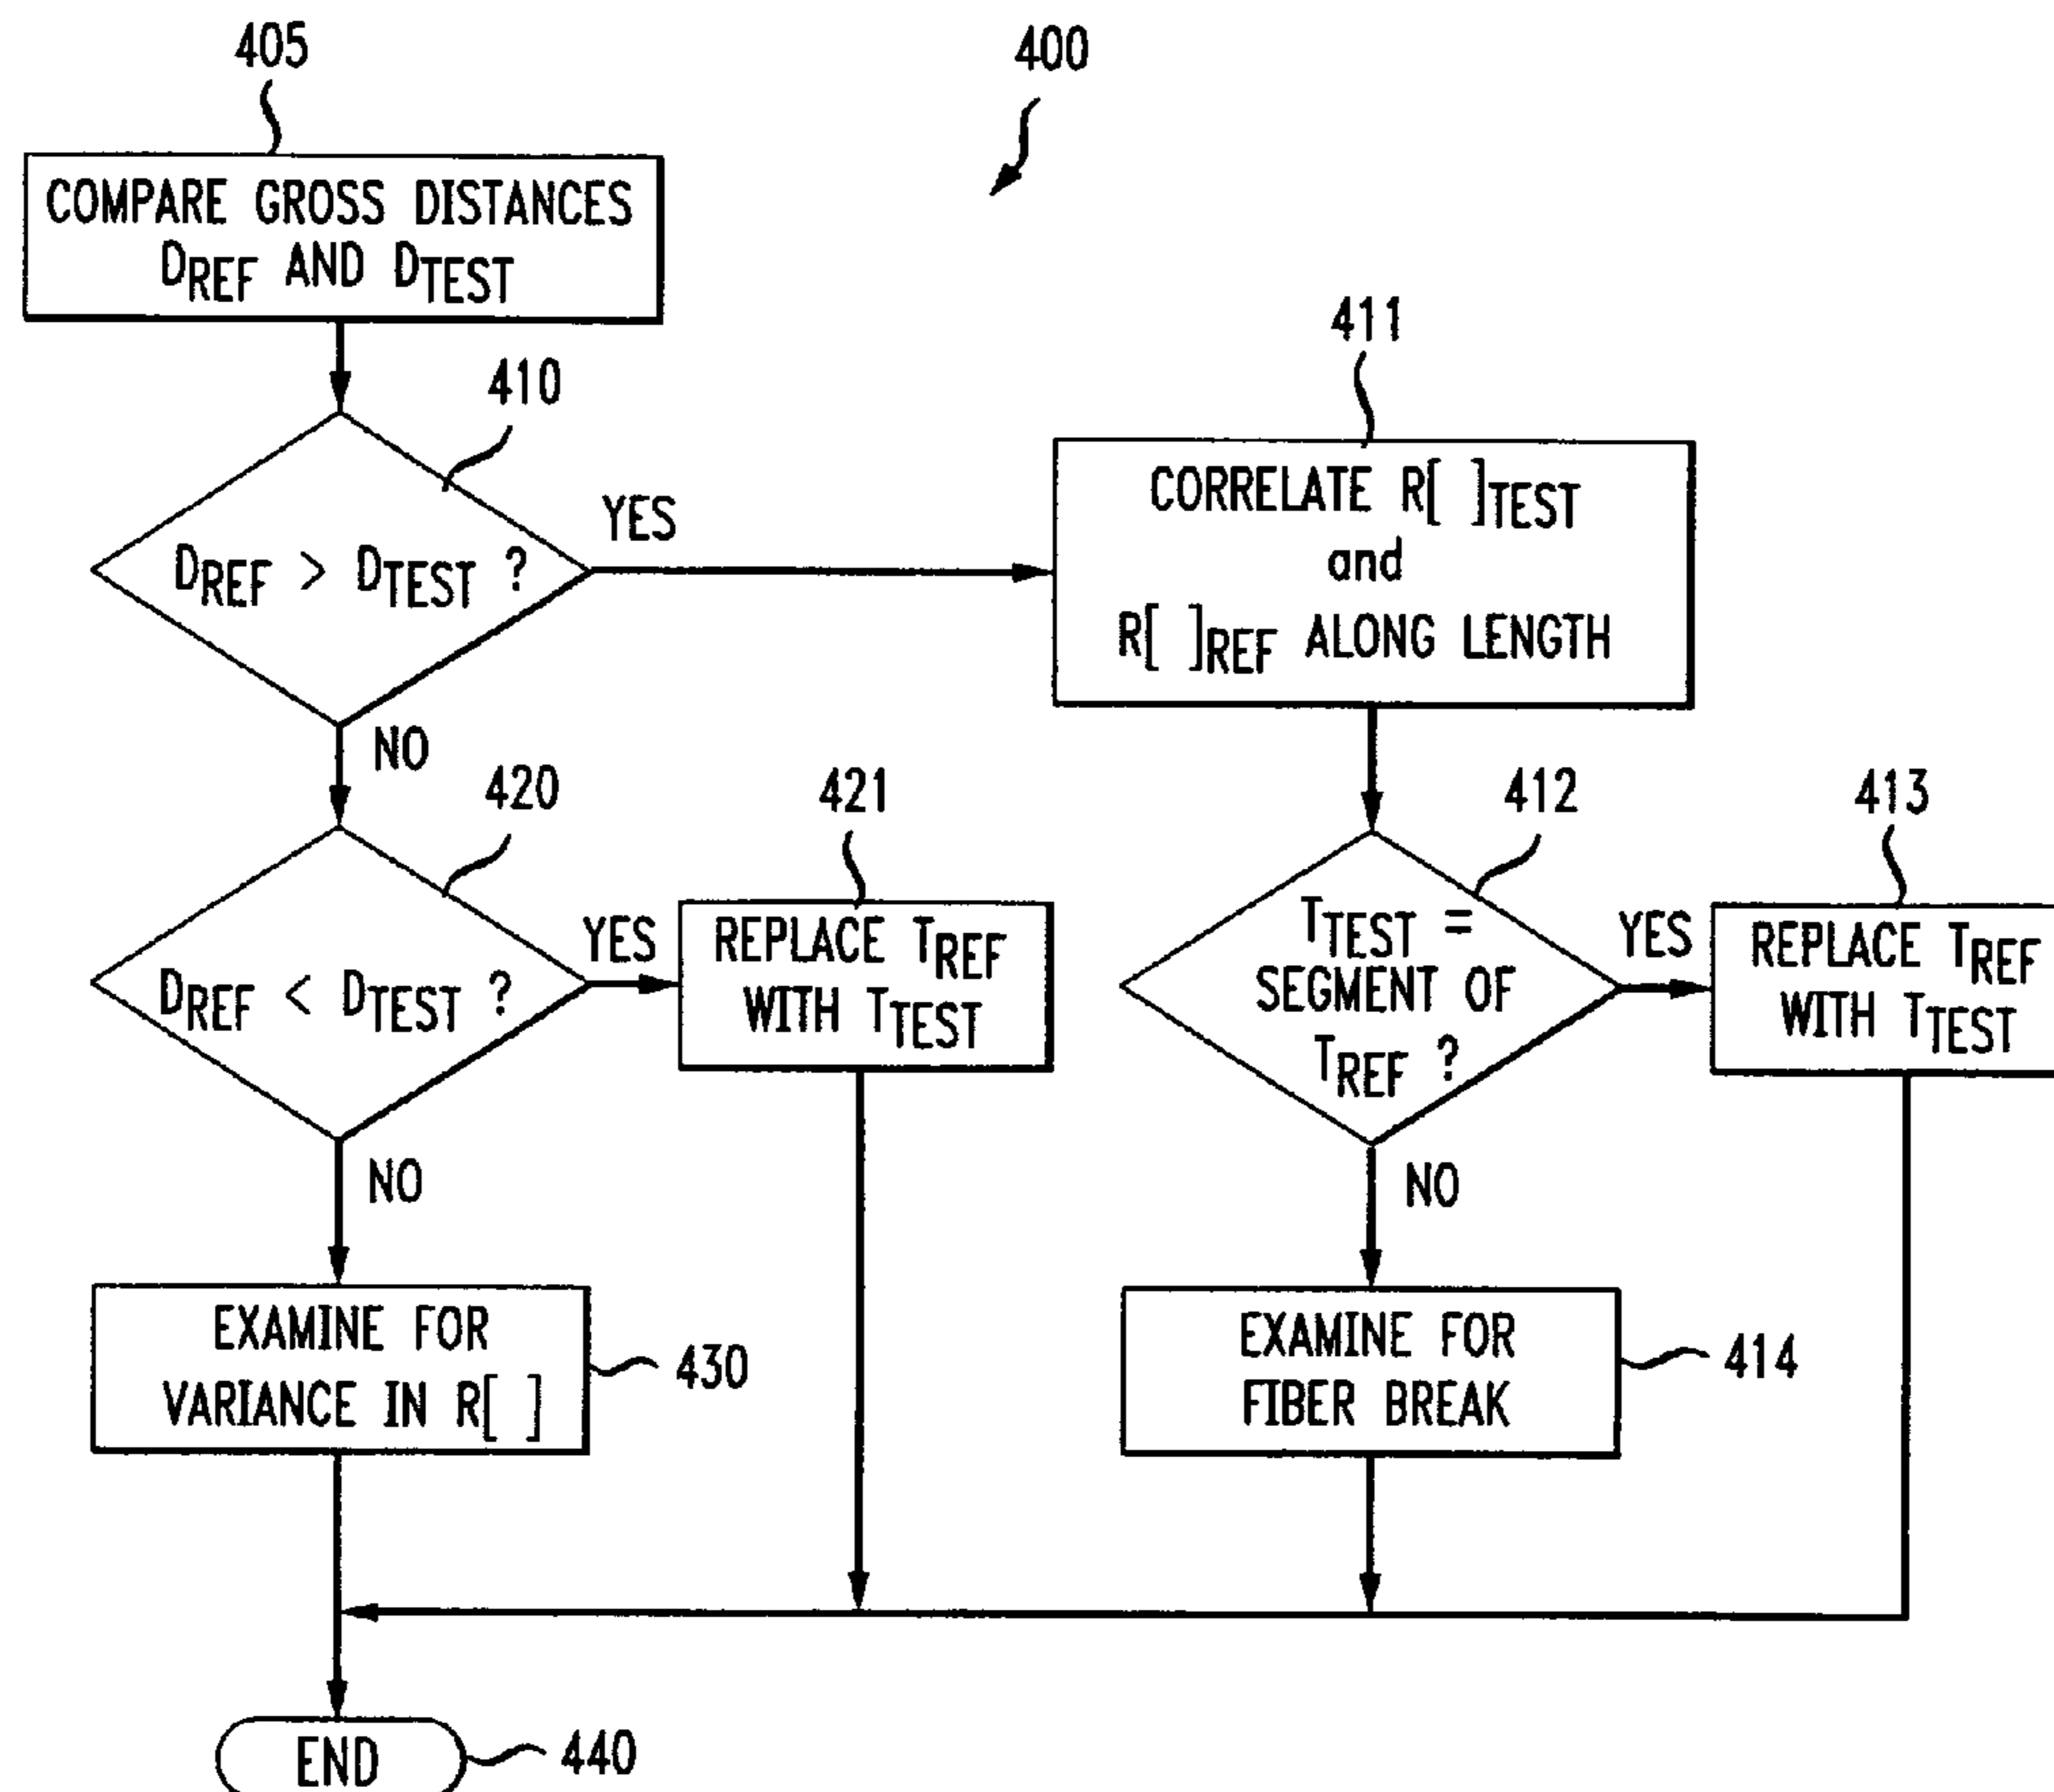 405
400
COMPARE GROSS DISTANCES
DREF AND DTEST
410
DREF > DTEST ?
YES
NO
411
CORRELATE R[ ]TEST
and
R[ ]REF ALONG LENGTH
420
DREF < DTEST ?
YES
NO
421
REPLACE TREF
WITH TTEST
412
TTEST =
SEGMENT OF
TREF ?
YES
NO
413
REPLACE TREF
WITH TTEST
EXAMINE FOR
VARIANCE IN R[ ]
430
EXAMINE FOR
FIBER BREAK
414
END
440